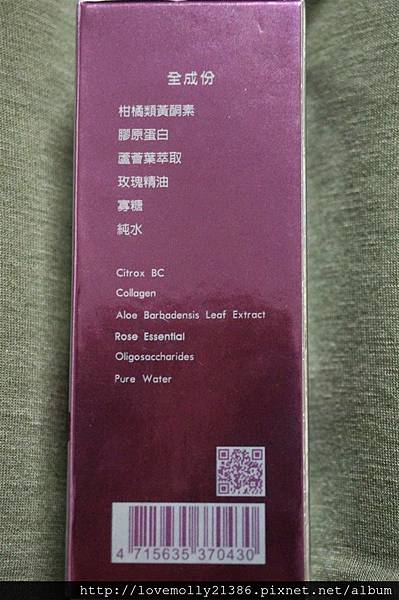 全成份
柑橘類黃酮素
膠原蛋白
蘆薈葉萃取
玫瑰精油
寡糖
純水
Citrox BC
Collagen
Aloe Barbadensis Leaf Extract
Rose Essential
Oligosaccharides
Pure Water
4 715635 370430
http://lovemolly21386.pixnet.net/album